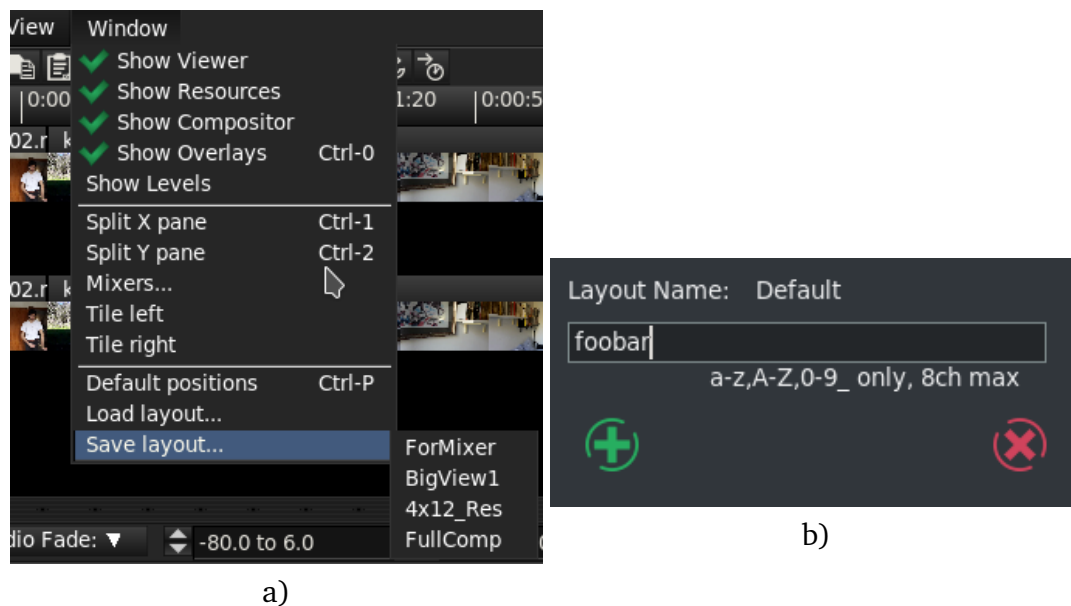 View Window
Show Viewer
Show Resources
Show Compositor
Show Overlays Ctrl-0
Show Levels
Split X pane Ctrl-1
Split Y pane Ctrl-2
Mixers...
Tile left
Tile right
Default positions Ctrl-P
Load layout...
Save layout...
ForMixer
BigView1
4x12_Res
FullComp
0:00 1:20 0:00:5
02.r k
02.r k
dio Fade: -80.0 to 6.0
a)
Layout Name: Default
foobar
a-z,A-Z,0-9_ only, 8ch max
b)